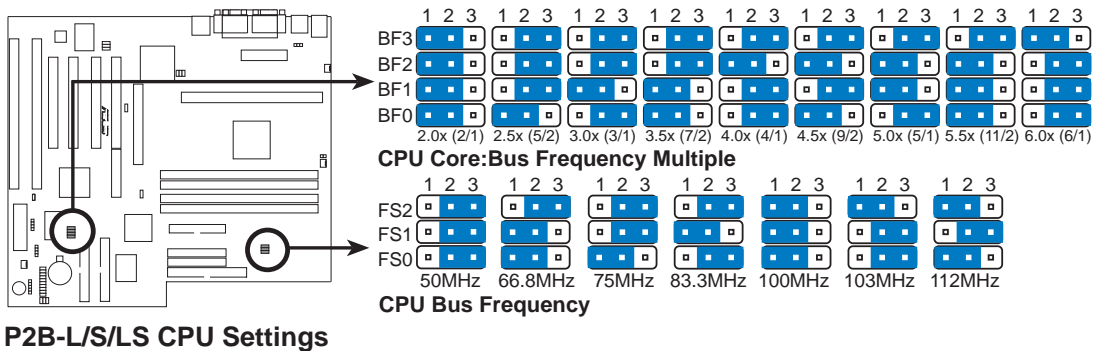 1 2 3 1 2 3 1 2 3 1 2 3 1 2 3 1 2 3 1 2 3 1 2 3 1 2 3
BF3
BF2
BF1
BF0
2.0x (2/1) 2.5x (5/2) 3.0x (3/1) 3.5x (7/2) 4.0x (4/1) 4.5x (9/2) 5.0x (5/1) 5.5x (11/2) 6.0x (6/1)
CPU Core:Bus Frequency Multiple
1 2 3 1 2 3 1 2 3 1 2 3 1 2 3 1 2 3 1 2 3
FS2
FS1
FS0
50MHz 66.8MHz 75MHz 83.3MHz 100MHz 103MHz 112MHz
CPU Bus Frequency
P2B-L/S/LS CPU Settings